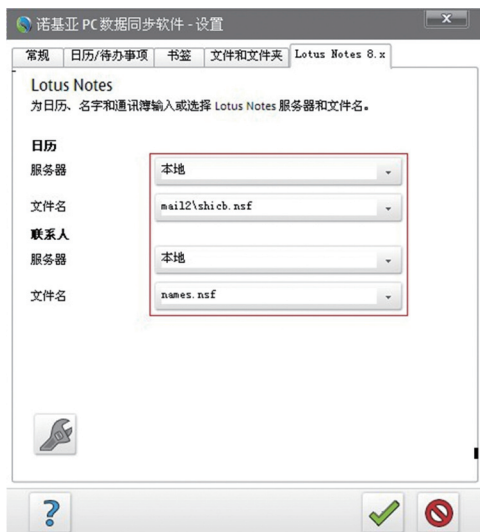 诺基亚 PC 数据同步软件 - 设置
常规 日历/待办事项 书签 文件和文件夹 Lotus Notes 8.x
Lotus Notes
为日历、名字和通讯簿输入或选择 Lotus Notes 服务器和文件名。
日历
服务器 本地
文件名 mail2\shicb.nsf
联系人
服务器 本地
文件名 names.nsf